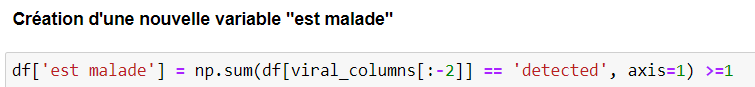 Création d'une nouvelle variable "est malade"
df['est malade'] = np.sum(df[viral_columns[:-2]] == 'detected', axis=1) >=1